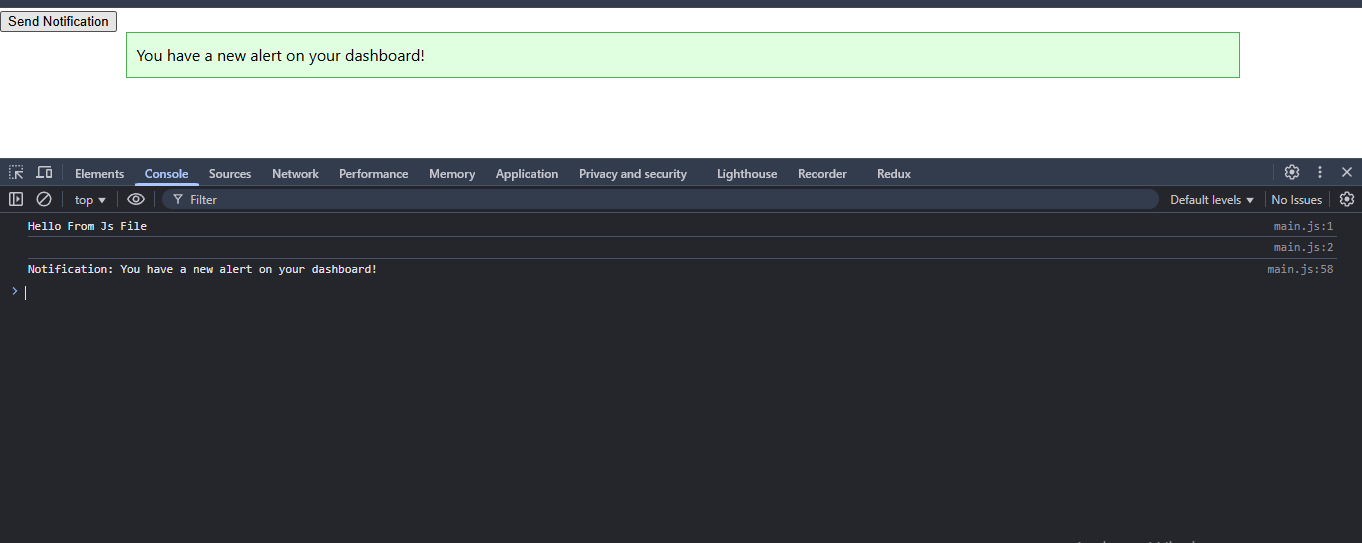 Send Notification
You have a new alert on your dashboard!
Elements Console Sources Network Performance Memory Application Privacy and security Lighthouse Recorder Redux
top Filter Default levels No Issues
Hello From Js File main.js:1
main.js:2
Notification: You have a new alert on your dashboard! main.js:58